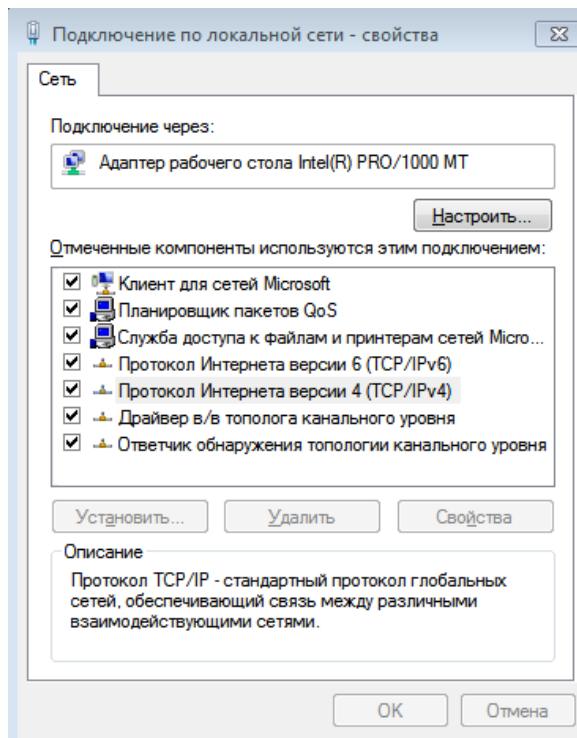 Подключение по локальной сети - свойства
Сеть
Подключение через:
Адаптер рабочего стола Intel(R) PRO/1000 MT
Настроить...
Отмеченные компоненты используются этим подключением:
Клиент для сетей Microsoft
Планировщик пакетов QoS
Служба доступа к файлам и принтерам сетей Micro...
Протокол Интернета версии 6 (TCP/IPv6)
Протокол Интернета версии 4 (TCP/IPv4)
Драйвер в/в тополога канального уровня
Ответчик обнаружения топологии канального уровня
Установить... Удалить Свойства
Описание
Протокол TCP/IP - стандартный протокол глобальных
сетей, обеспечивающий связь между различными
взаимодействующими сетями.
OK Отмена